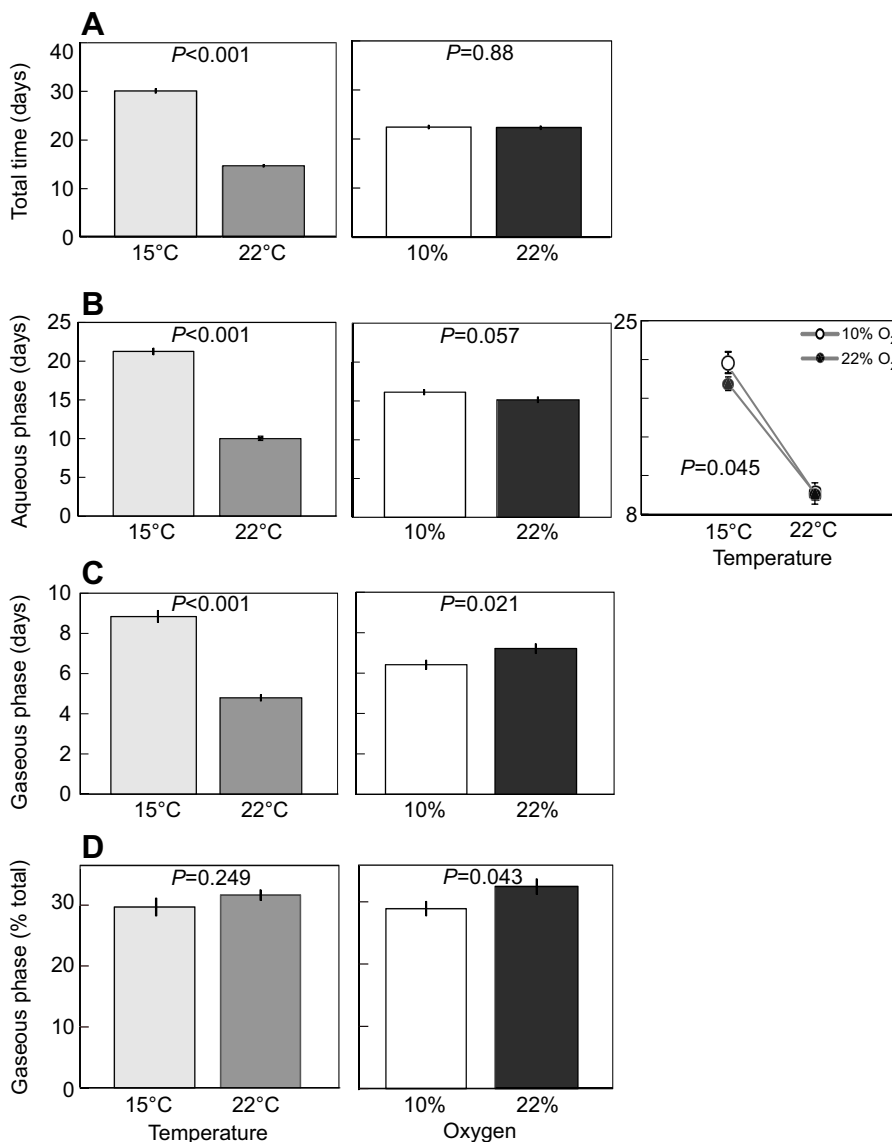 A
Total time (days)
40
30
20
10
0
P<0.001
15°C 22°C
P=0.88
10% 22%
B
Aqueous phase (days)
25
20
15
10
5
0
P<0.001
15°C 22°C
P=0.057
10% 22%
25
8
10% O2
22% O2
P=0.045
15°C 22°C
Temperature
C
Gaseous phase (days)
8
6
4
2
0
P<0.001
15°C 22°C
P=0.021
10% 22%
D
Gaseous phase (% total)
30
20
10
0
P=0.249
15°C 22°C
Temperature
P=0.043
10% 22%
Oxygen